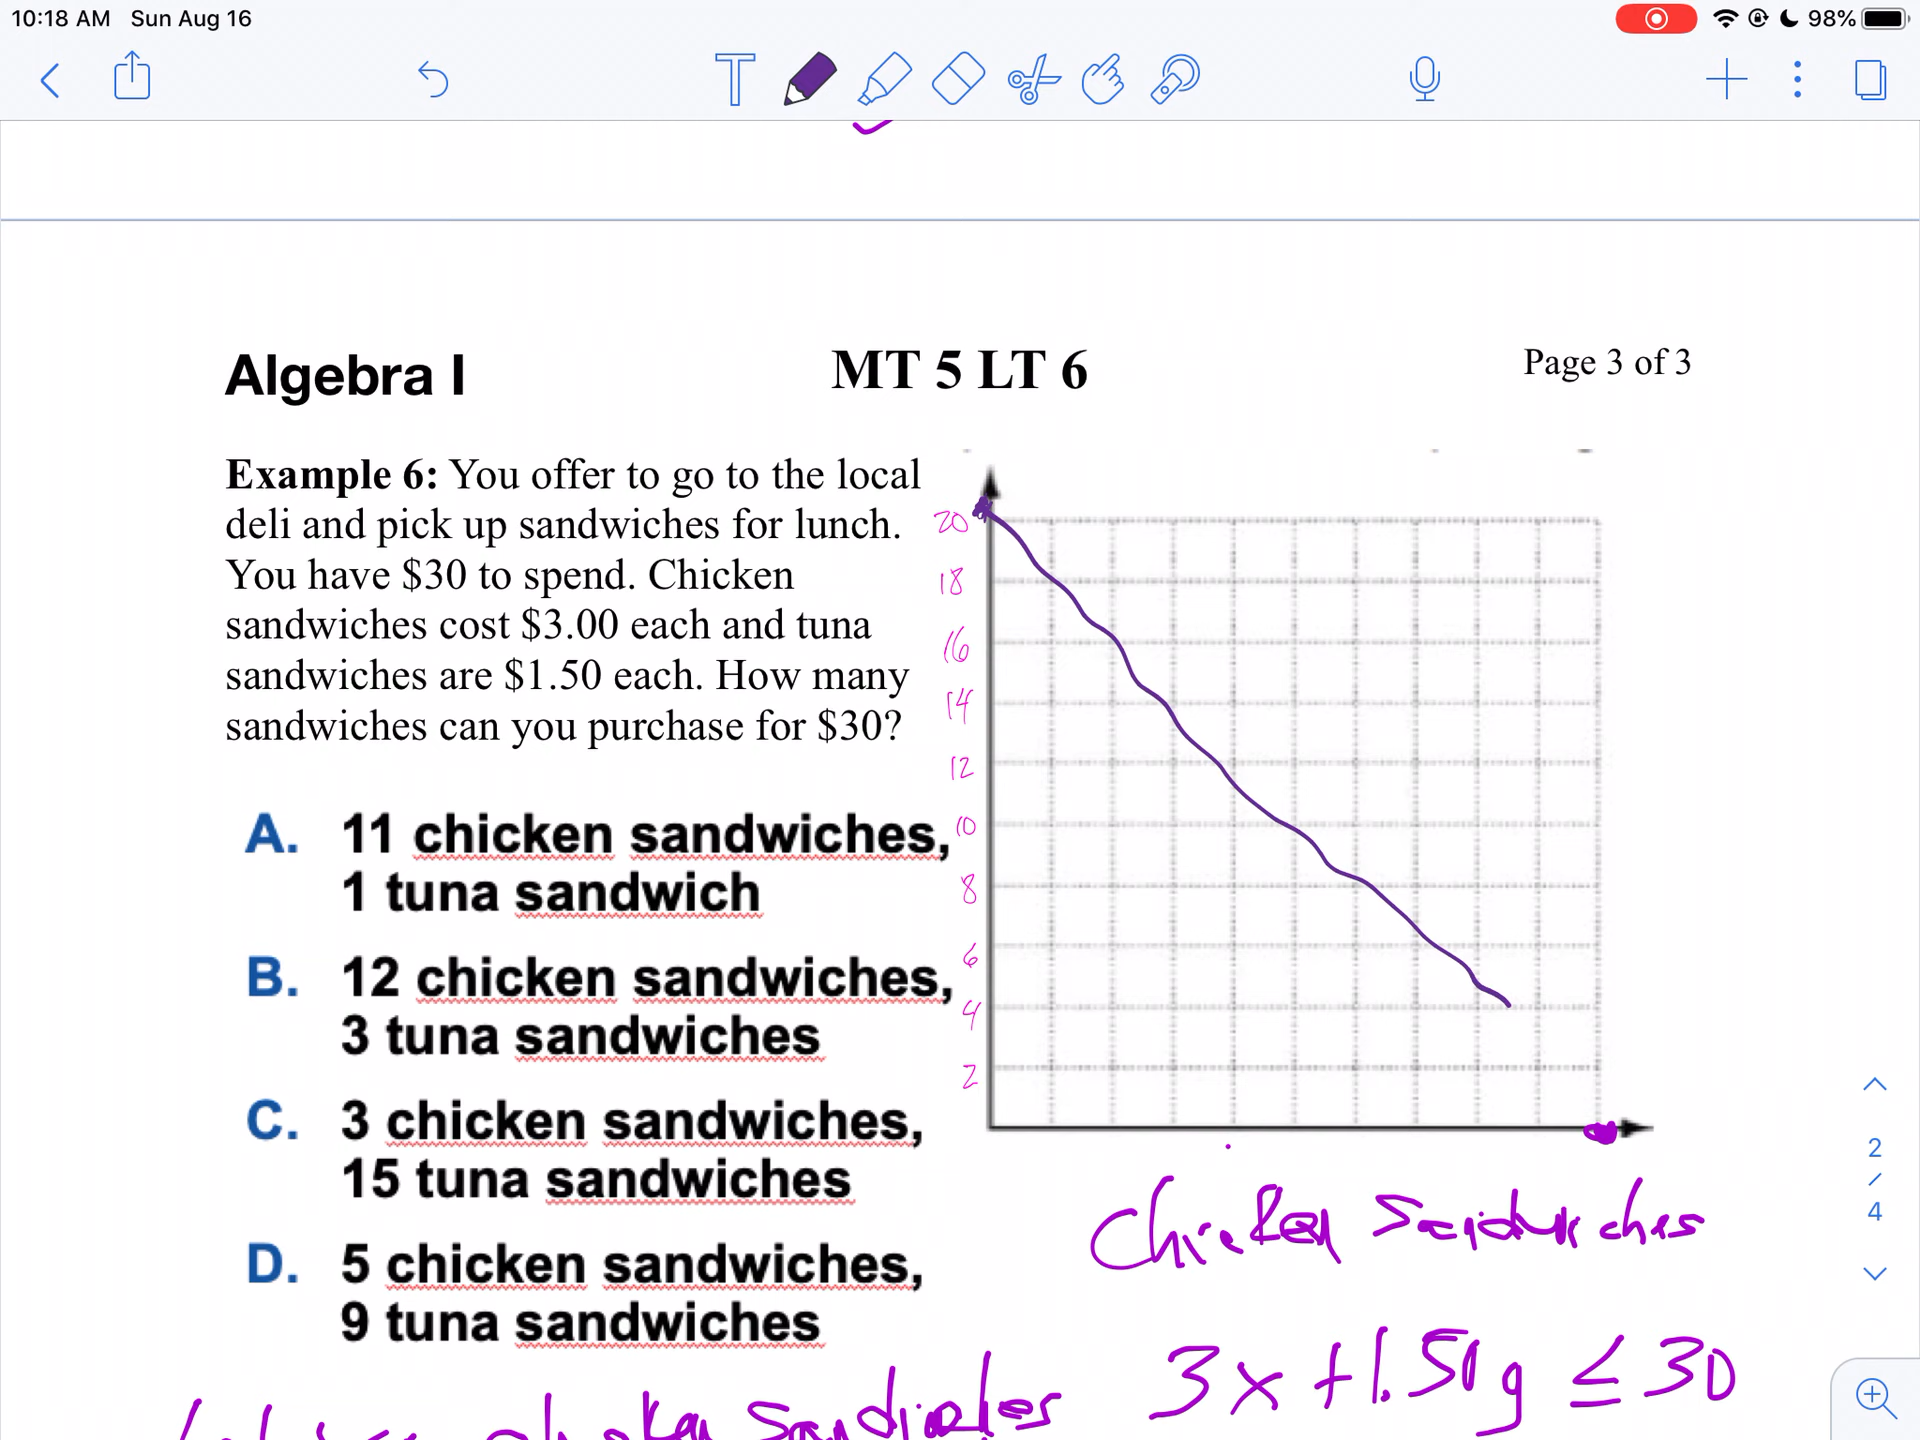 10:18 AM Sun Aug 16
98%
Algebra I
MT 5 LT 6
Page 3 of 3
Example 6: You offer to go to the local
deli and pick up sandwiches for lunch.
You have $30 to spend. Chicken
sandwiches cost $3.00 each and tuna
sandwiches are $1.50 each. How many
sandwiches can you purchase for $30?
A. 11 chicken sandwiches,
1 tuna sandwich
B. 12 chicken sandwiches,
3 tuna sandwiches
C. 3 chicken sandwiches,
15 tuna sandwiches
D. 5 chicken sandwiches,
9 tuna sandwiches
20
18
16
14
12
10
8
6
4
2
Chicken Sandwiches
3x + 1.50y ≤ 30
chicken Sandwiches
2
/
4